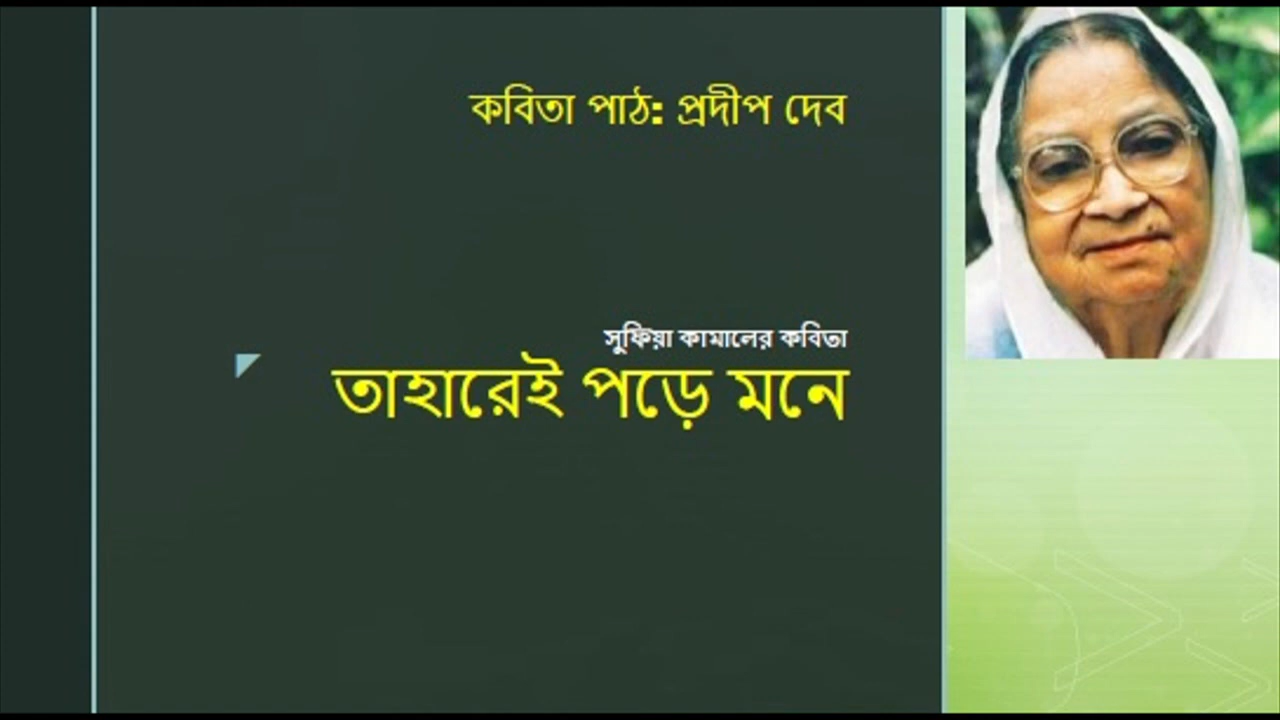 কবিতা পাঠ: প্রদীপ দেব
সুফিয়া কামালের কবিতা
তাহারেই পড়ে মনে